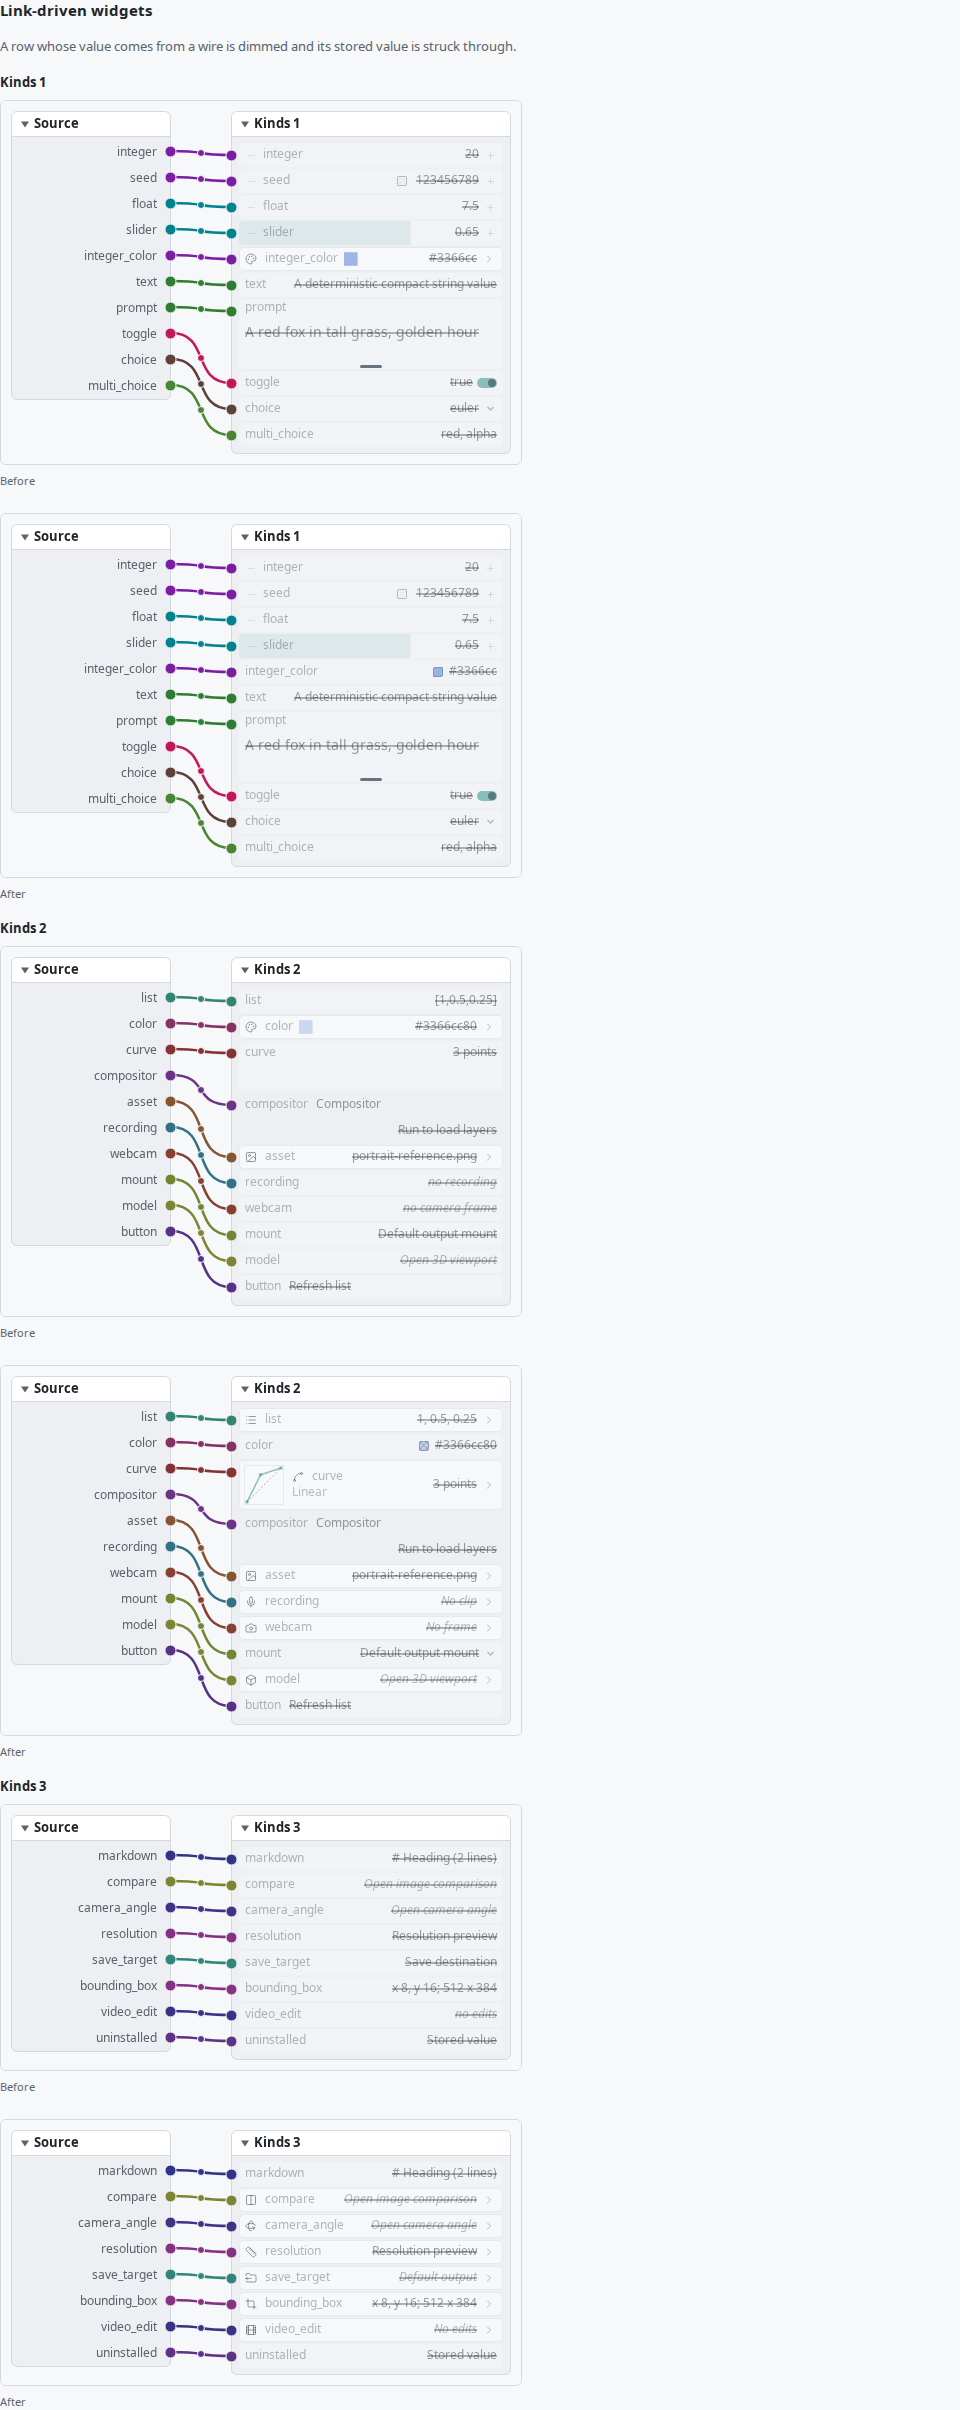 Link-driven widgets
A row whose value comes from a wire is dimmed and its stored value is struck through.
Kinds 1
Source
Kinds 1
integer
integer 20
seed
seed 123456789
float
float 7.5
slider
slider 0.65
integer_color
integer_color #3366cc
text
text A deterministic compact string value
prompt
prompt
A red fox in tall grass, golden hour
toggle
choice
multi_choice
toggle true
choice euler
multi_choice red, alpha
Before
Source
Kinds 1
integer
integer 20
seed
seed 123456789
float
float 7.5
slider
slider 0.65
integer_color
integer_color #3366cc
text
text A deterministic compact string value
prompt
prompt
A red fox in tall grass, golden hour
toggle
choice
multi_choice
toggle true
choice euler
multi_choice red, alpha
After
Kinds 2
Source
Kinds 2
list
color
curve
compositor
asset
recording
webcam
mount
model
button
list [1,0.5,0.25]
color #3366cc80
curve 3 points
compositor Compositor
Run to load layers
asset portrait-reference.png
recording no recording
webcam no camera frame
mount Default output mount
model Open 3D viewport
button Refresh list
Before
Source
Kinds 2
list
color
curve
compositor
asset
recording
webcam
mount
model
button
list 1, 0.5, 0.25
color #3366cc80
curve 3 points
Linear
compositor Compositor
Run to load layers
asset portrait-reference.png
recording No clip
webcam No frame
mount Default output mount
model Open 3D viewport
button Refresh list
After
Kinds 3
Source
Kinds 3
markdown
compare
camera_angle
resolution
save_target
bounding_box
video_edit
uninstalled
markdown # Heading (2 lines)
compare Open image comparison
camera_angle Open camera angle
resolution Resolution preview
save_target Save destination
bounding_box x 8, y 16; 512 x 384
video_edit no edits
uninstalled Stored value
Before
Source
Kinds 3
markdown
compare
camera_angle
resolution
save_target
bounding_box
video_edit
uninstalled
markdown # Heading (2 lines)
compare Open image comparison
camera_angle Open camera angle
resolution Resolution preview
save_target Default output
bounding_box x 8, y 16; 512 x 384
video_edit No edits
uninstalled Stored value
After